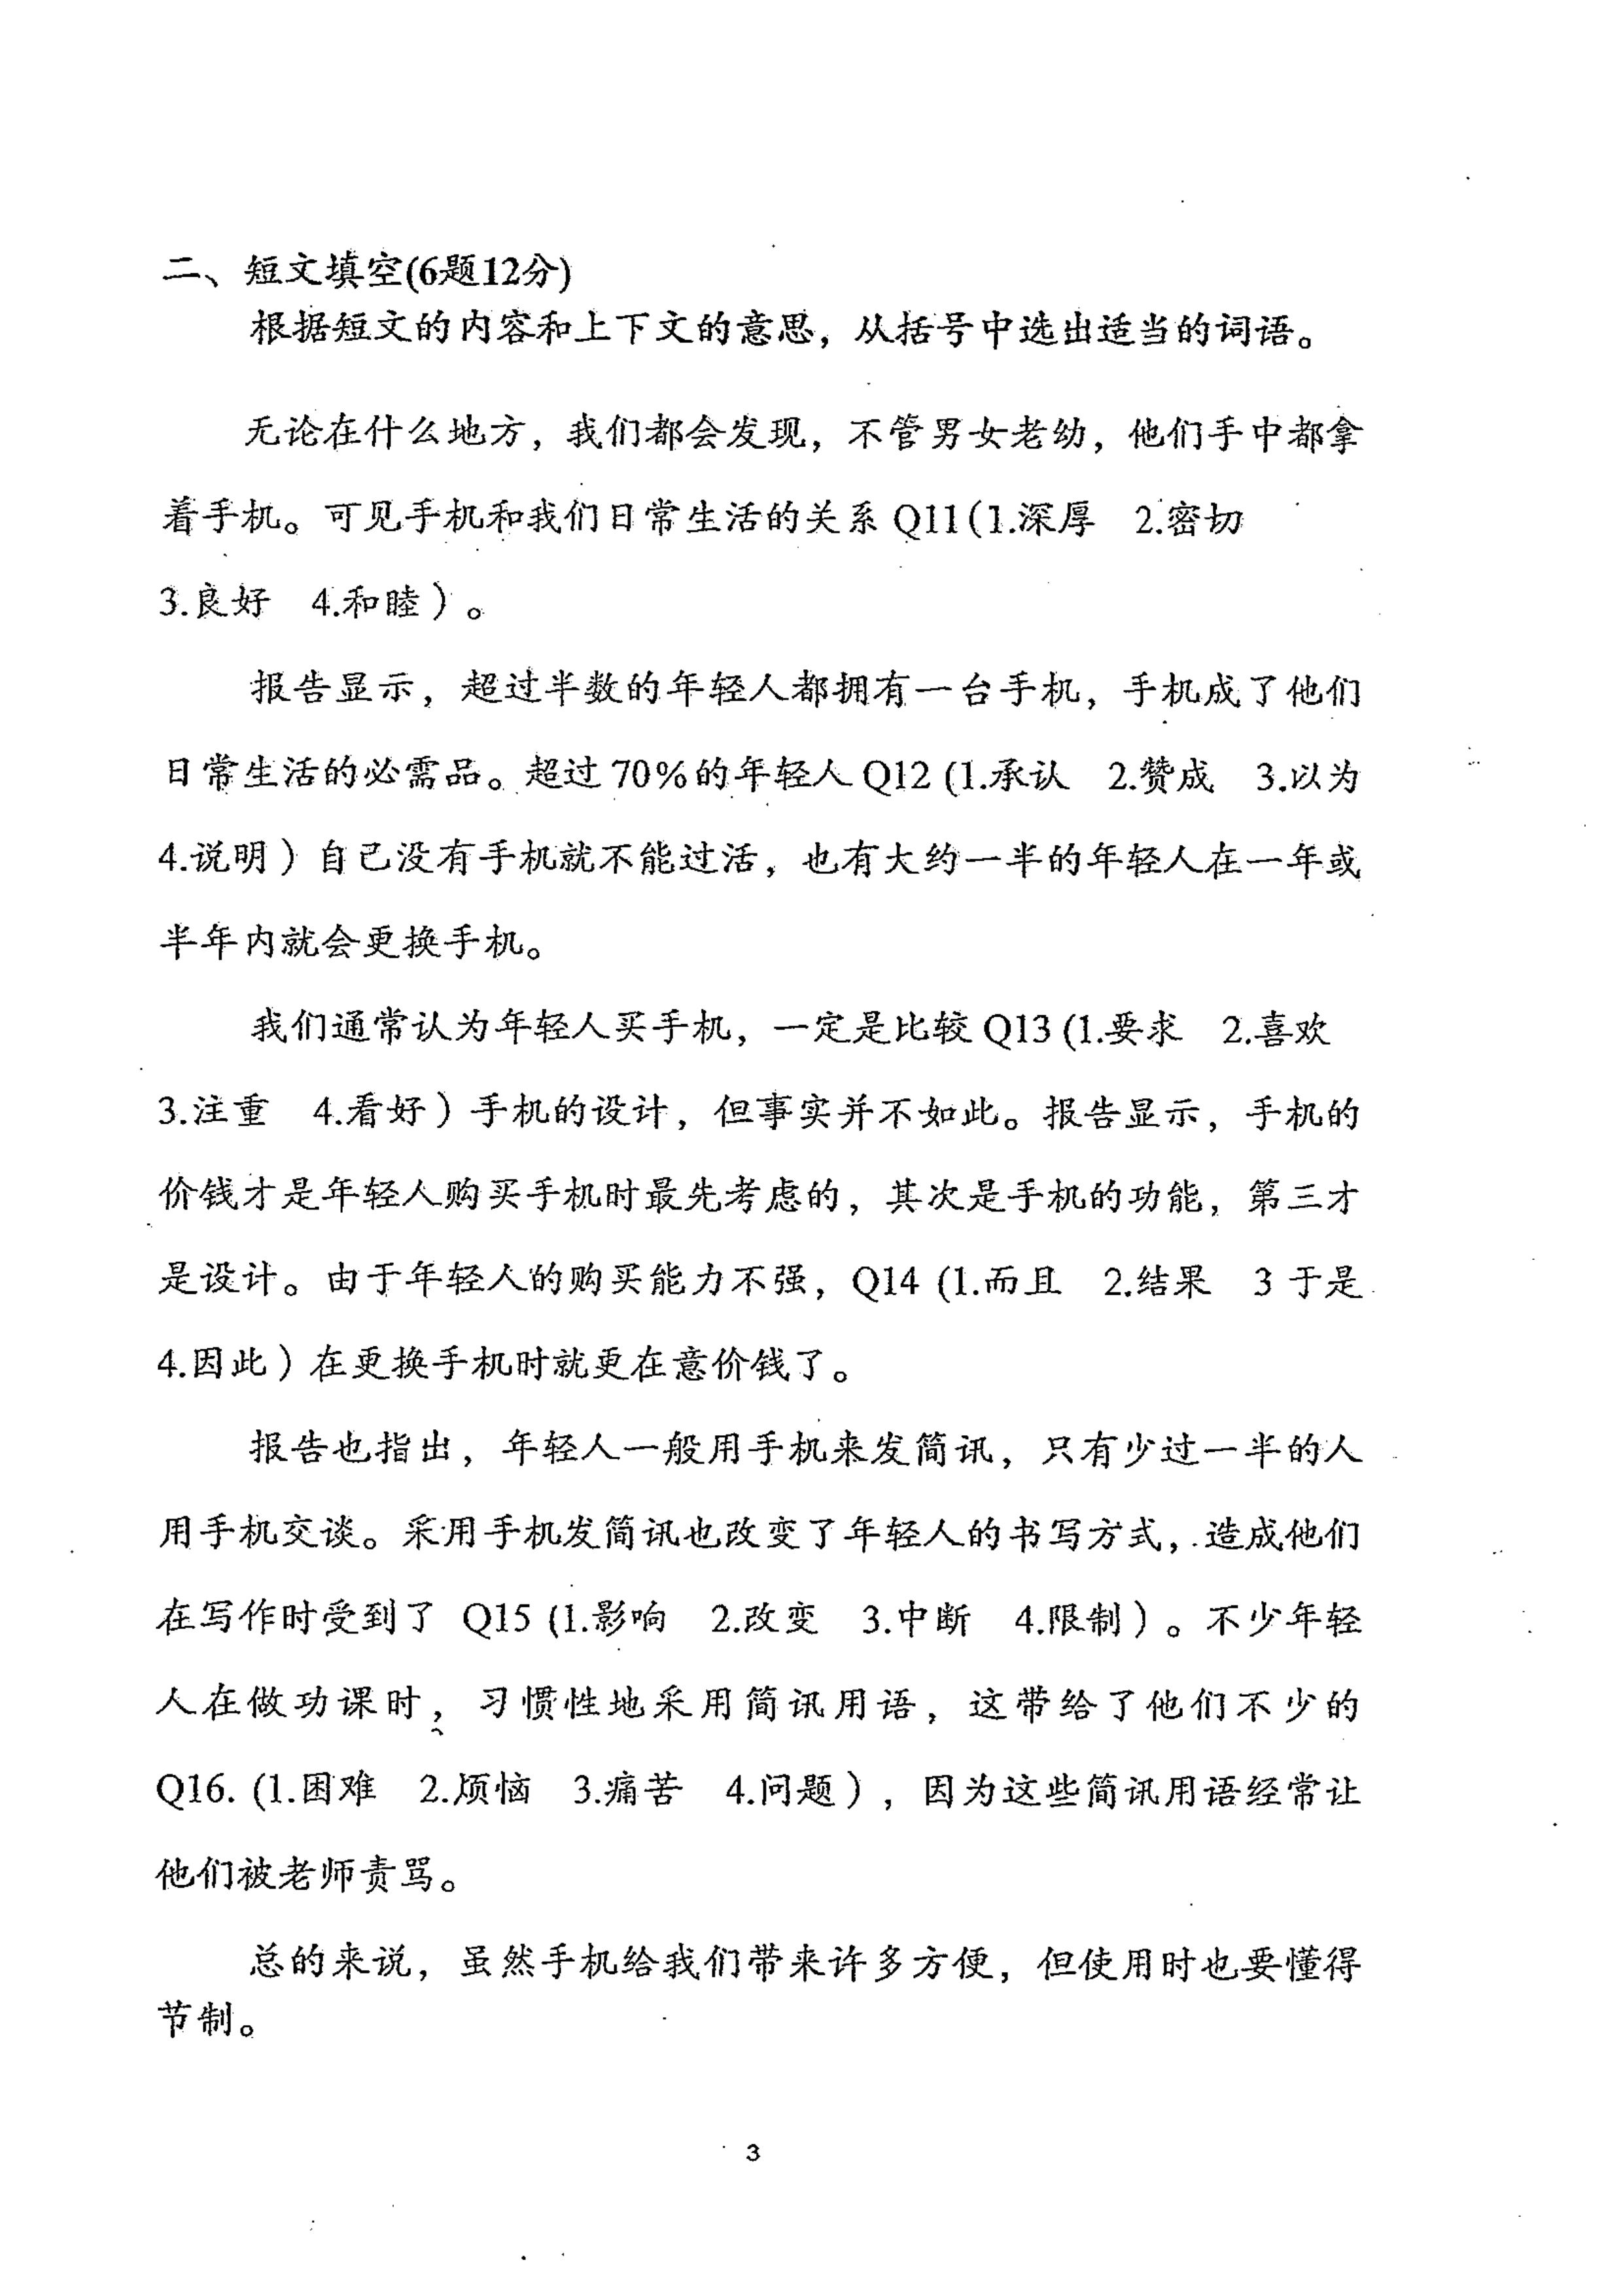 二、短文填空(6题12分)
根据短文的内容和上下文的意思，从括号中选出适当的词语。
无论在什么地方，我们都会发现，不管男女老幼，他们手中都拿
着手机。可见手机和我们日常生活的关系 Q11(1.深厚 2.密切
3.良好 4.和睦）。
报告显示，超过半数的年轻人都拥有一台手机，手机成了他们
日常生活的必需品。超过 70%的年轻人 Q12 (1.承认 2.赞成 3.以为
4.说明）自己没有手机就不能过活，也有大约一半的年轻人在一年或
半年内就会更换手机。
我们通常认为年轻人买手机，一定是比较 Q13 (1.要求 2.喜欢
3.注重 4.看好）手机的设计，但事实并不如此。报告显示，手机的
价钱才是年轻人购买手机时最先考虑的，其次是手机的功能，第三才
是设计。由于年轻人的购买能力不强，Q14 (1.而且 2.结果 3 于是
4.因此）在更换手机时就更在意价钱了。
报告也指出，年轻人一般用手机来发简讯，只有少过一半的人
用手机交谈。采用手机发简讯也改变了年轻人的书写方式，造成他们
在写作时受到了 Q15 (1.影响 2.改变 3.中断 4.限制）。不少年轻
人在做功课时，习惯性地采用简讯用语，这带给了他们不少的
Q16. (1.困难 2.烦恼 3.痛苦 4.问题），因为这些简讯用语经常让
他们被老师责骂。
总的来说，虽然手机给我们带来许多方便，但使用时也要懂得
节制。
3